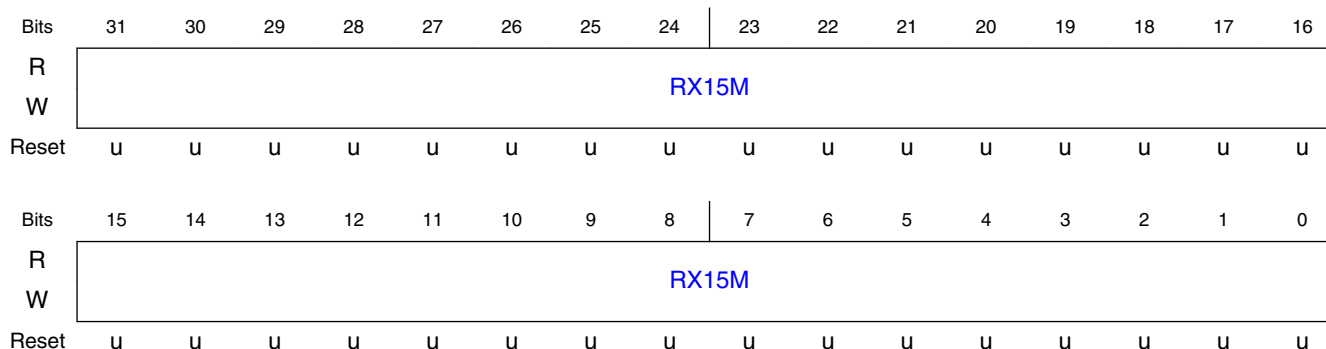 Bits 31 30 29 28 27 26 25 24 23 22 21 20 19 18 17 16
R
RX15M
W
Reset u u u u u u u u u u u u u u u u
Bits 15 14 13 12 11 10 9 8 7 6 5 4 3 2 1 0
R
RX15M
W
Reset u u u u u u u u u u u u u u u u